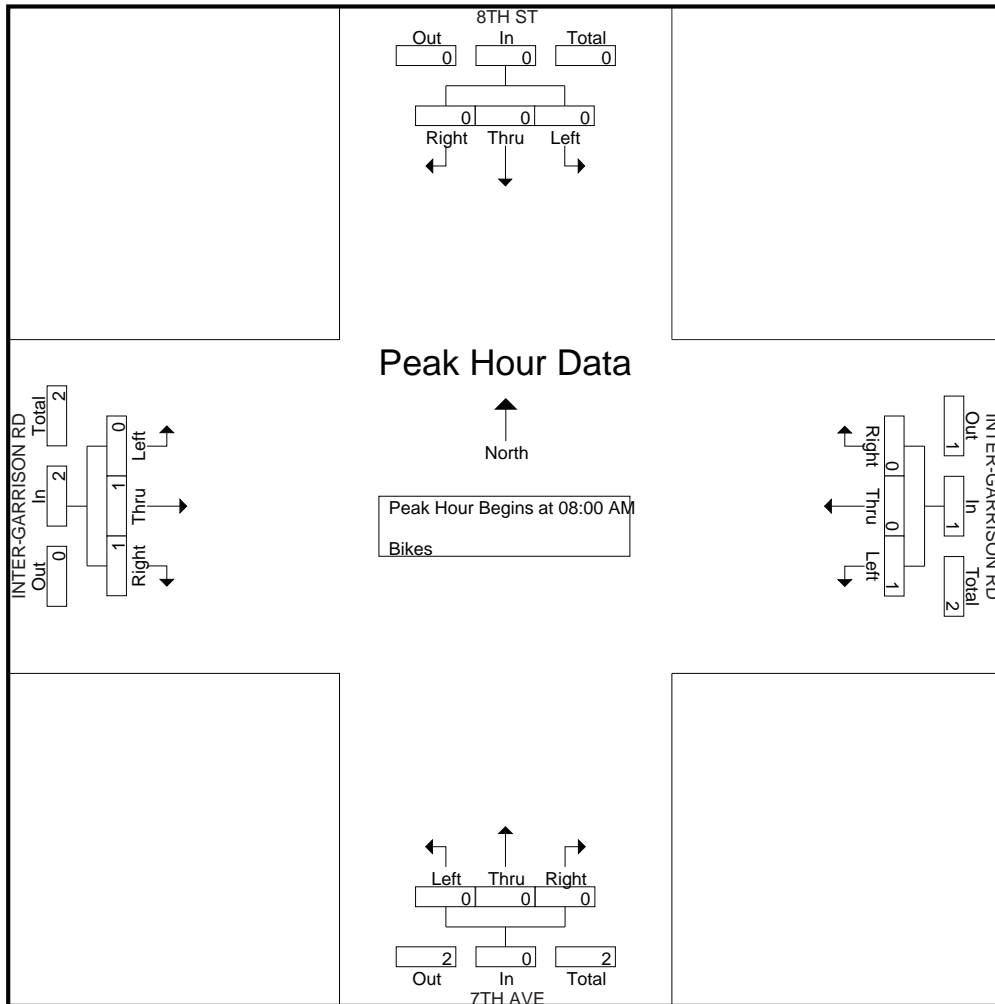 8TH ST
Out In Total
0 0 0
0 0 0
Right Thru Left
Peak Hour Data
North
Peak Hour Begins at 08:00 AM
Bikes
INTER-GARRISON RD
Out In Total
0 2 2
Left Thru Right
0 1 1
INTER-GARRISON RD
Out In Total
1 1 2
Right Thru Left
0 0 1
Left Thru Right
0 0 0
2 0 2
Out In Total
7TH AVE